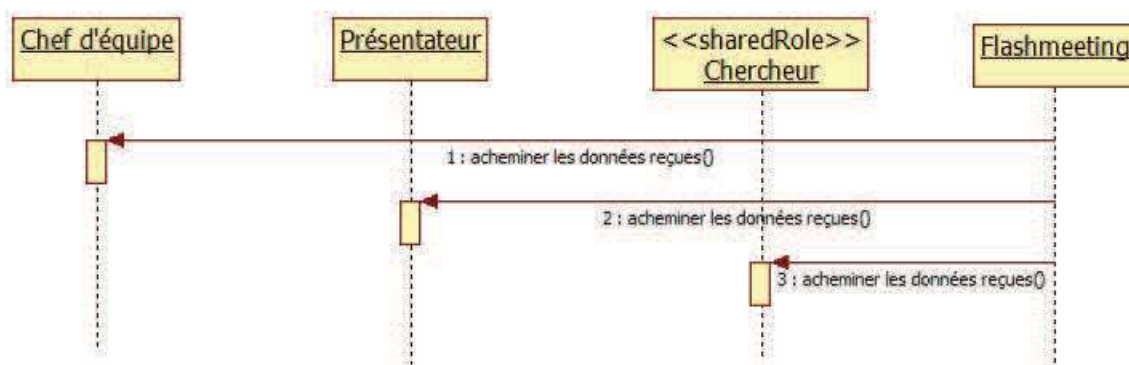 Chef d'équipe
Présentateur
<<sharedRole>>
Chercheur
Flashmeeting
1 : acheminer les données reçues()
2 : acheminer les données reçues()
3 : acheminer les données reçues()